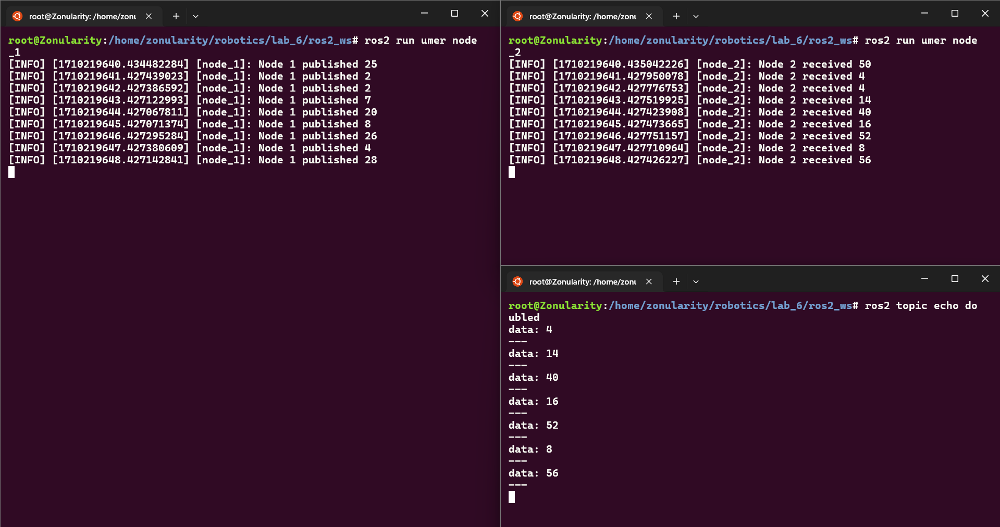 root@Zonularity: /home/zonu
root@Zonularity:/home/zonularity/robotics/lab_6/ros2_ws# ros2 run umer node
_1
[INFO] [1710219640.434482284] [node_1]: Node 1 published 25
[INFO] [1710219641.427439023] [node_1]: Node 1 published 2
[INFO] [1710219642.427386592] [node_1]: Node 1 published 2
[INFO] [1710219643.427122993] [node_1]: Node 1 published 7
[INFO] [1710219644.427067811] [node_1]: Node 1 published 20
[INFO] [1710219645.427071374] [node_1]: Node 1 published 8
[INFO] [1710219646.427295284] [node_1]: Node 1 published 26
[INFO] [1710219647.427380609] [node_1]: Node 1 published 4
[INFO] [1710219648.427142841] [node_1]: Node 1 published 28
root@Zonularity: /home/zonu
root@Zonularity:/home/zonularity/robotics/lab_6/ros2_ws# ros2 run umer node
_2
[INFO] [1710219640.435042226] [node_2]: Node 2 received 50
[INFO] [1710219641.427950078] [node_2]: Node 2 received 4
[INFO] [1710219642.427776753] [node_2]: Node 2 received 4
[INFO] [1710219643.427519925] [node_2]: Node 2 received 14
[INFO] [1710219644.427423908] [node_2]: Node 2 received 40
[INFO] [1710219645.427473665] [node_2]: Node 2 received 16
[INFO] [1710219646.427751157] [node_2]: Node 2 received 52
[INFO] [1710219647.427710964] [node_2]: Node 2 received 8
[INFO] [1710219648.427426227] [node_2]: Node 2 received 56
root@Zonularity: /home/zonu
root@Zonularity:/home/zonularity/robotics/lab_6/ros2_ws# ros2 topic echo do
ubled
data: 4
---
data: 14
---
data: 40
---
data: 16
---
data: 52
---
data: 8
---
data: 56
---